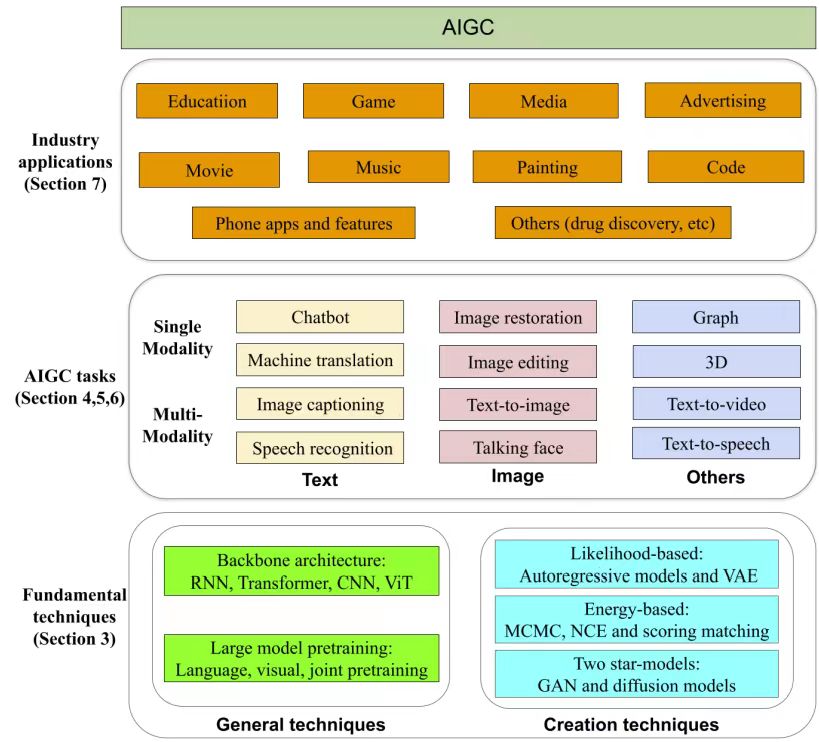 AIGC
Industry
applications
(Section 7)
Educatiion
Game
Media
Advertising
Movie
Music
Painting
Code
Phone apps and features
Others (drug discovery, etc)
AIGC tasks
(Section 4,5,6)
Single
Modality
Chatbot
Image restoration
Graph
Machine translation
Image editing
3D
Multi-
Modality
Image captioning
Text-to-image
Text-to-video
Speech recognition
Talking face
Text-to-speech
Text
Image
Others
Fundamental
techniques
(Section 3)
Backbone architecture:
RNN, Transformer, CNN, ViT
Large model pretraining:
Language, visual, joint pretraining
General techniques
Likelihood-based:
Autoregressive models and VAE
Energy-based:
MCMC, NCE and scoring matching
Two star-models:
GAN and diffusion models
Creation techniques